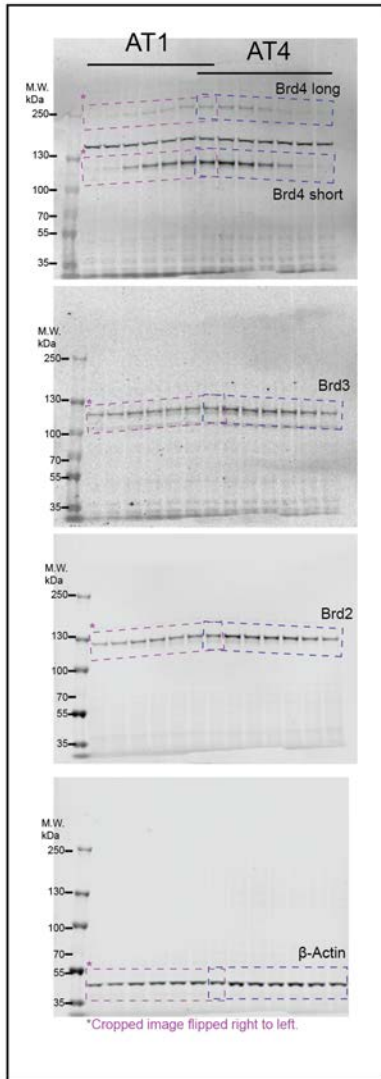 AT1 AT4
M.W.
kDa
*
Brd4 long
250
*
130
100
Brd4 short
70
55
35
M.W.
kDa
250
130
*
Brd3
100
70
55
35
M.W.
kDa
250
*
Brd2
130
100
70
55
35
M.W.
kDa
250
130
100
70
β-Actin
*
55
35
*Cropped image flipped right to left.